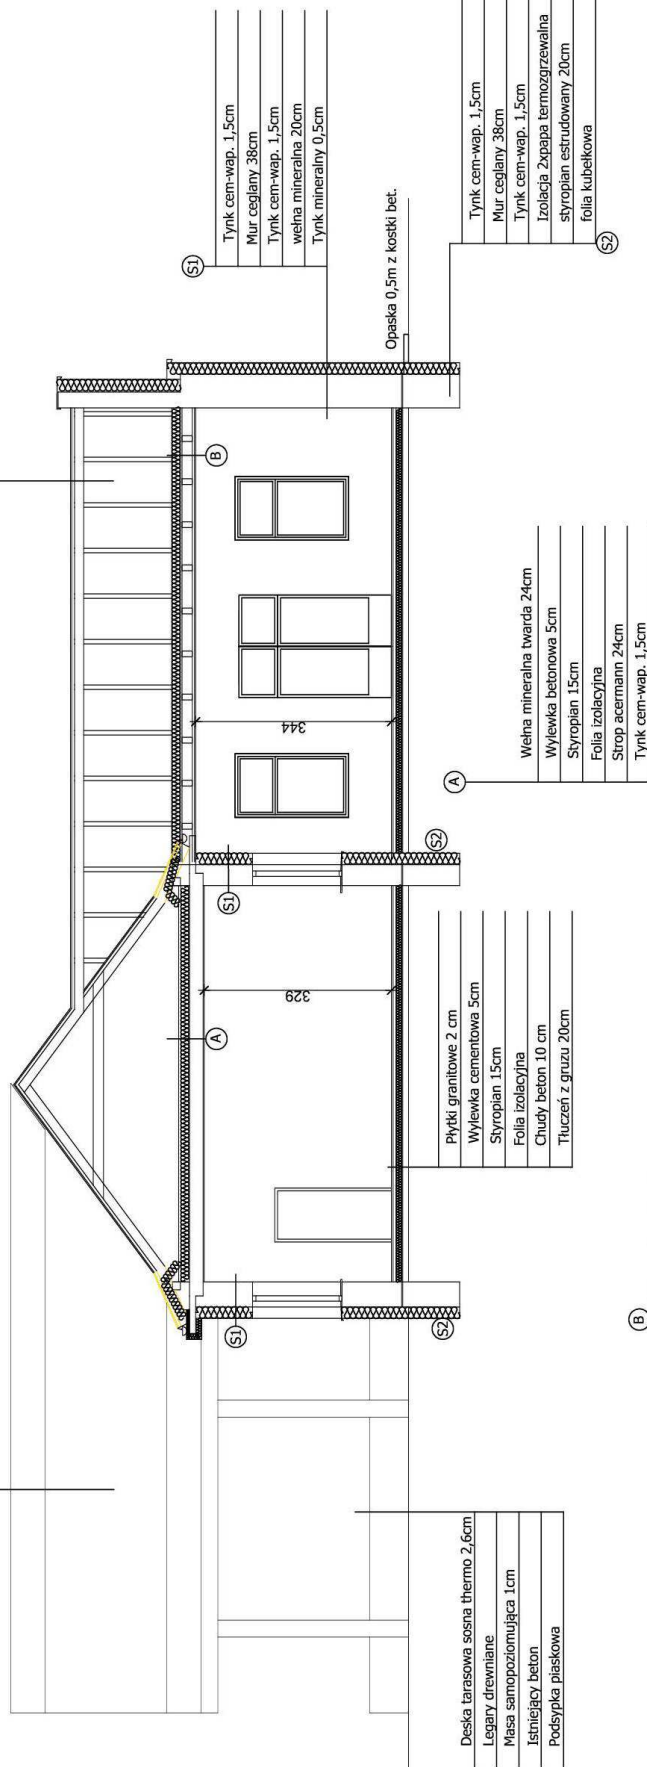 Tynk cem-wap. 1,5cm
Mur ceglany 38cm
Tynk cem-wap. 1,5cm
wełna mineralna 20cm
Tynk mineralny 0,5cm
S1
Tynk cem-wap. 1,5cm
Mur ceglany 38cm
Tynk cem-wap. 1,5cm
Izolacja 2xpapa termozgrzewalna
styropian estrudowany 20cm
folia kubełkowa
S2
Opaska 0,5m z kostki bet.
B
344
S1
S2
A
329
S1
S2
A
Wełna mineralna twarda 24cm
Wylewka betonowa 5cm
Styropian 15cm
Folia izolacyjna
Strop acermann 24cm
Tynk cem-wap. 1,5cm
Płytki granitowe 2 cm
Wylewka cementowa 5cm
Styropian 15cm
Folia izolacyjna
Chudy beton 10 cm
Tłuczeń z gruzu 20cm
B
Deska tarasowa sosna thermo 2,6cm
Legary drewniane
Masa samopoziomująca 1cm
Istniejący beton
Podsypka piaskowa